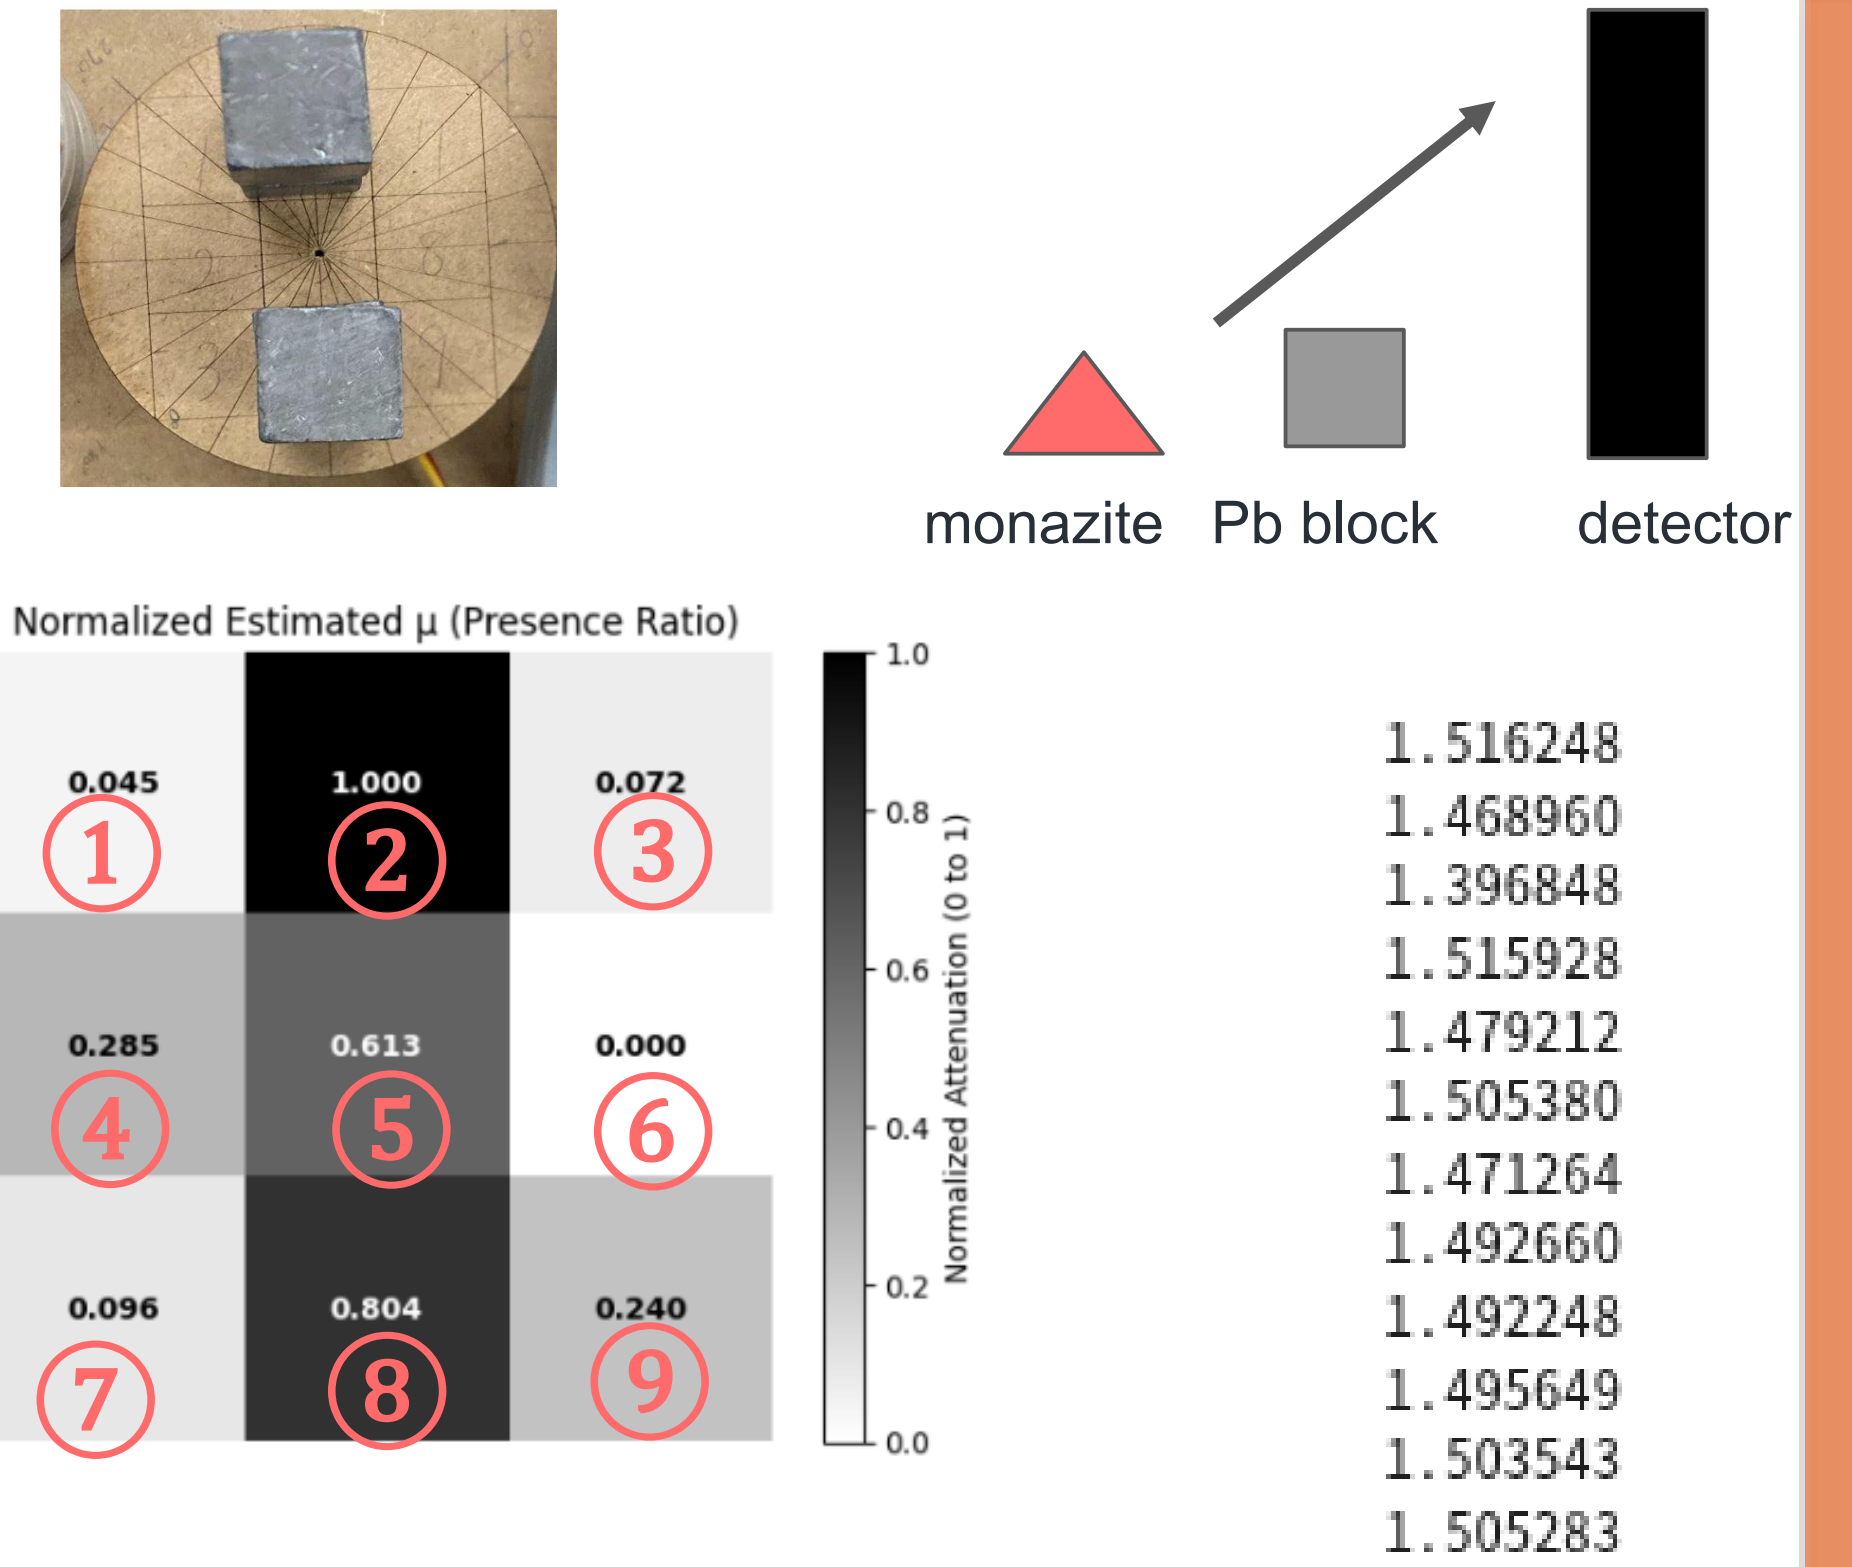 monazite Pb block detector
Normalized Estimated μ (Presence Ratio)
0.045 1.000 0.072
① ② ③
0.285 0.613 0.000
④ ⑤ ⑥
0.096 0.804 0.240
⑦ ⑧ ⑨
1.0
0.8
0.6
0.4
0.2
0.0
Normalized Attenuation (0 to 1)
1.516248
1.468960
1.396848
1.515928
1.479212
1.505380
1.471264
1.492660
1.492248
1.495649
1.503543
1.505283